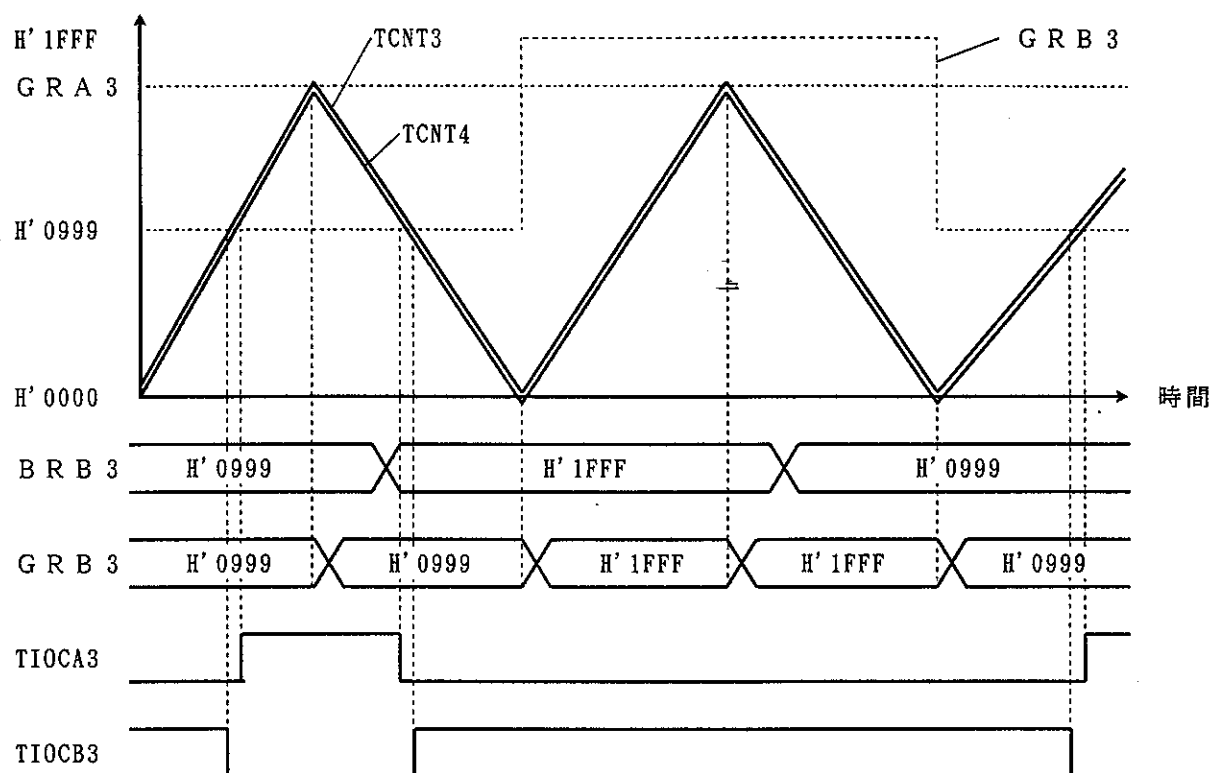 H'1FFF
TCNT3
GRB3
GRA3
TCNT4
H'0999
H'0000
時間
BRB3 H'0999 H'1FFF H'0999
GRB3 H'0999 H'0999 H'1FFF H'1FFF H'0999
TIOCA3
TIOCB3